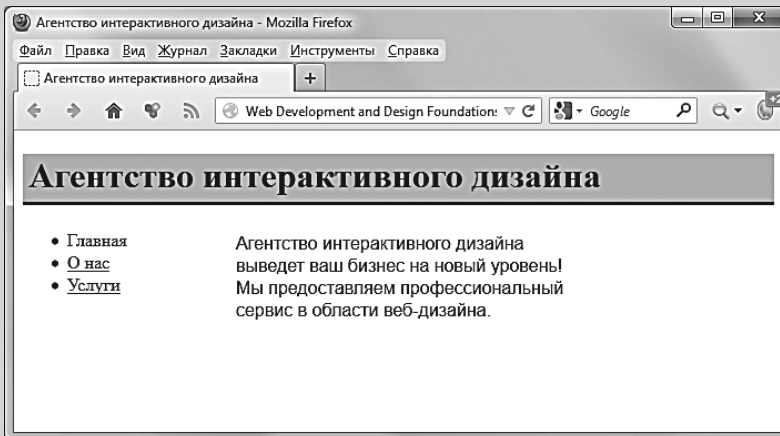 Агентство интерактивного дизайна - Mozilla Firefox
Файл Правка Вид Журнал Закладки Инструменты Справка
Агентство интерактивного дизайна
Web Development and Design Foundations Google
Агентство интерактивного дизайна
Главная
О нас
Услуги
Агентство интерактивного дизайна
выведет ваш бизнес на новый уровень!
Мы предоставляем профессиональный
сервис в области веб-дизайна.